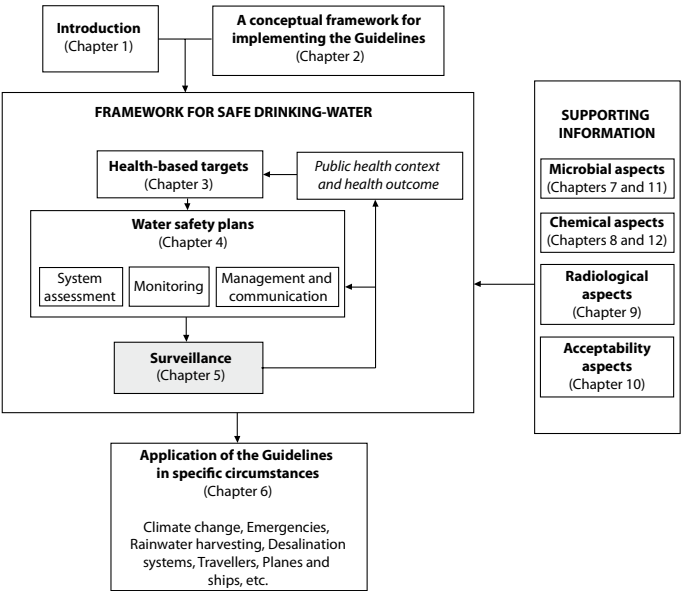 Introduction
(Chapter 1)
A conceptual framework for
implementing the Guidelines
(Chapter 2)
FRAMEWORK FOR SAFE DRINKING-WATER
Health-based targets
(Chapter 3)
Public health context
and health outcome
Water safety plans
(Chapter 4)
System
assessment
Monitoring
Management and
communication
Surveillance
(Chapter 5)
SUPPORTING
INFORMATION
Microbial aspects
(Chapters 7 and 11)
Chemical aspects
(Chapters 8 and 12)
Radiological
aspects
(Chapter 9)
Acceptability
aspects
(Chapter 10)
Application of the Guidelines
in specific circumstances
(Chapter 6)
Climate change, Emergencies,
Rainwater harvesting, Desalination
systems, Travellers, Planes and
ships, etc.